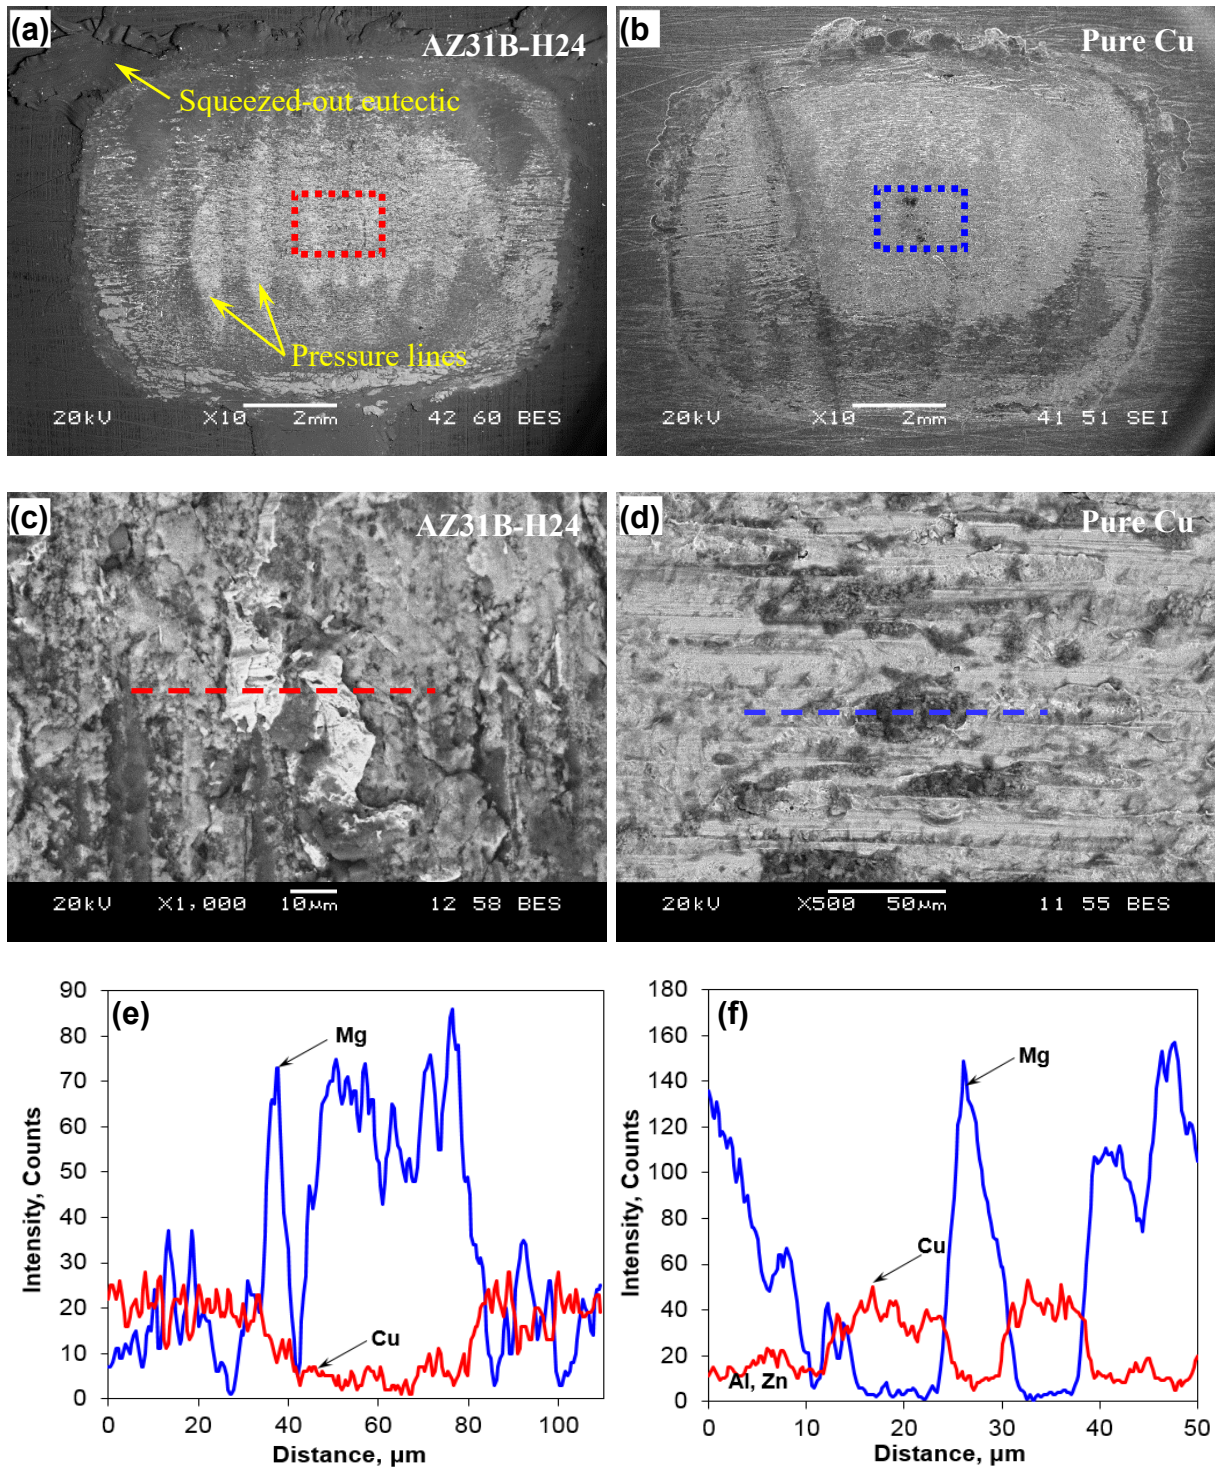 (a) AZ31B-H24
Squeezed-out eutectic
Pressure lines
20kV X10 2mm 42 60 BES
(b) Pure Cu
20kV X10 2mm 41 51 SEI
(c) AZ31B-H24
20kV X1,000 10µm 12 58 BES
(d) Pure Cu
20kV X500 50µm 11 55 BES
(e)
Mg
Cu
Intensity, Counts
90
80
70
60
50
40
30
20
10
0
0 20 40 60 80 100
Distance, µm
(f)
Mg
Cu
Al, Zn
Intensity, Counts
180
160
140
120
100
80
60
40
20
0
0 10 20 30 40 50
Distance, µm